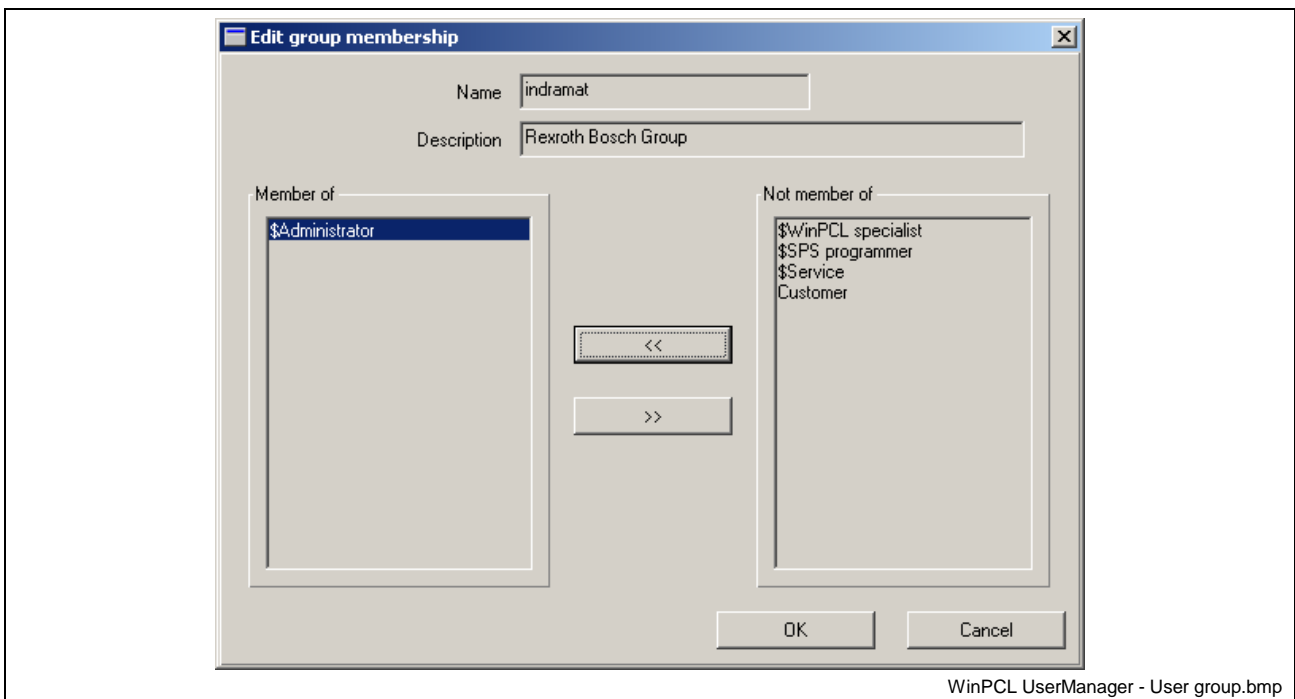 Edit group membership
Name indramat
Description Rexroth Bosch Group
Member of
$Administrator
<<
>>
Not member of
$WinPCL specialist
$SPS programmer
$Service
Customer
OK Cancel
WinPCL UserManager - User group.bmp